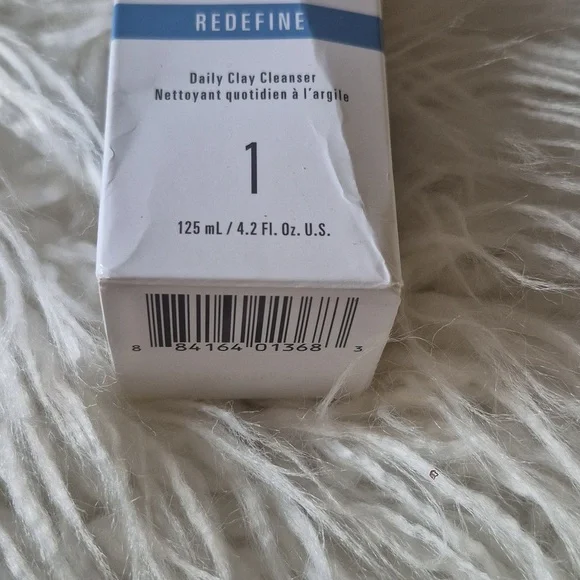 REDEFINE
Daily Clay Cleanser
Nettoyant quotidien à l'argile
1
125 mL / 4.2 Fl. Oz. U.S.
8 84164 01368 3